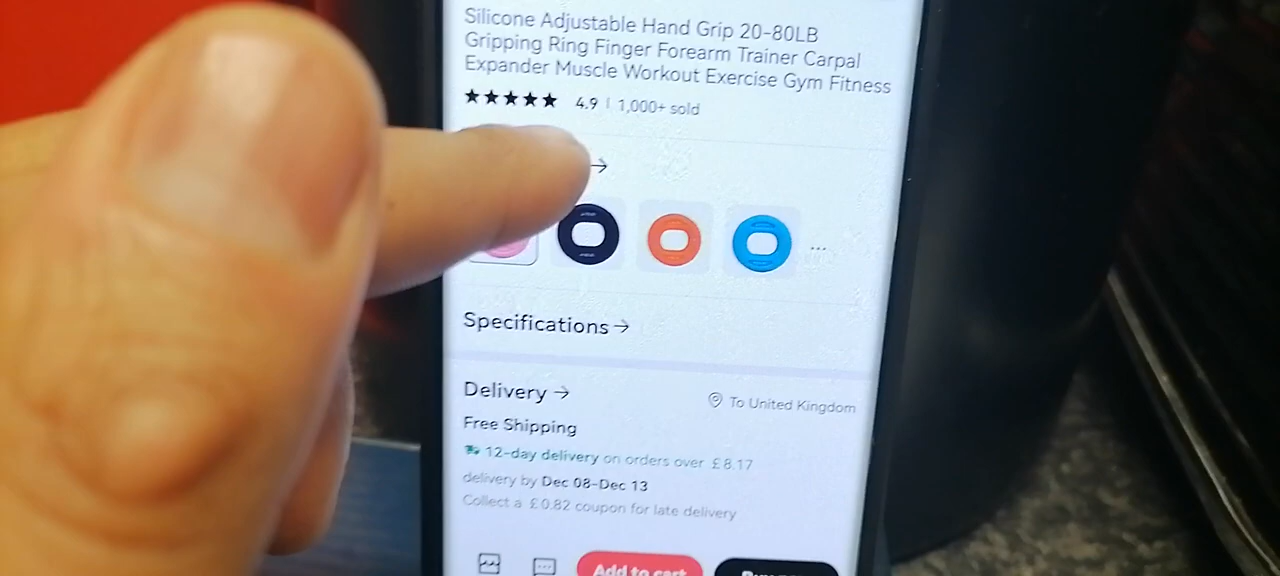 Silicone Adjustable Hand Grip 20-80LB
Gripping Ring Finger Forearm Trainer Carpal
Expander Muscle Workout Exercise Gym Fitness
4.9 | 1,000+ sold
Specifications
Delivery
To United Kingdom
Free Shipping
12-day delivery on orders over £8.17
delivery by Dec 08-Dec 13
Collect a £0.82 coupon for late delivery
Add to cart